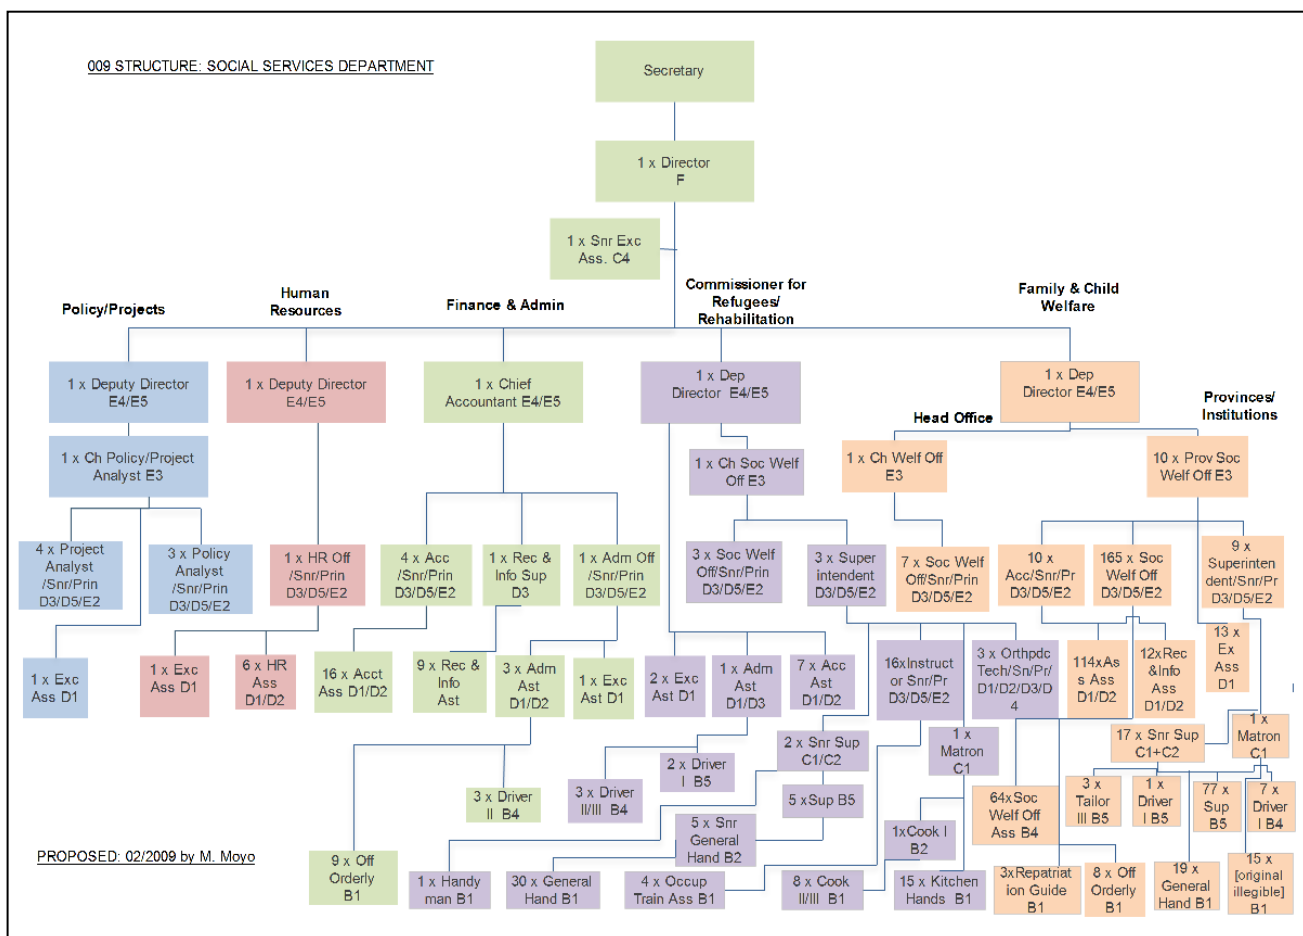 009 STRUCTURE: SOCIAL SERVICES DEPARTMENT
Secretary
1 x Director
F
1 x Snr Exc
Ass. C4
Policy/Projects
Human
Resources
Finance & Admin
Commissioner for
Refugees/
Rehabilitation
Family & Child
Welfare
1 x Deputy Director
E4/E5
1 x Deputy Director
E4/E5
1 x Chief
Accountant E4/E5
1 x Dep
Director E4/E5
1 x Dep
Director E4/E5
Provinces/
Institutions
Head Office
1 x Ch Policy/Project
Analyst E3
1 x Ch Soc Welf
Off E3
1 x Ch Welf Off
E3
10 x Prov Soc
Welf Off E3
4 x Project
Analyst
/Snr/Prin
D3/D5/E2
3 x Policy
Analyst
/Snr/Prin
D3/D5/E2
1 x HR Off
/Snr/Prin
D3/D5/E2
4 x Acc
/Snr/Prin
D3/D5/E2
1 x Rec &
Info Sup
D3
1 x Adm Off
/Snr/Prin
D3/D5/E2
3 x Soc Welf
Off/Snr/Prin
D3/D5/E2
3 x Super
intendent
D3/D5/E2
7 x Soc Welf
Off/Snr/Prin
D3/D5/E2
10 x
Acc/Snr/Pr
D3/D5/E2
165 x Soc
Welf Off
D3/D5/E2
9 x
Superinten
dent/Snr/Pr
D3/D5/E2
1 x Exc
Ass D1
1 x Exc
Ass D1
6 x HR
Ass
D1/D2
16 x Acct
Ass D1/D2
9 x Rec &
Info
Ast
3 x Adm
Ast
D1/D2
1 x Exc
Ast D1
2 x Exc
Ast D1
1 x Adm
Ast
D1/D3
7 x Acc
Ast
D1/D2
16xInstruct
or Snr/Pr
D3/D5/E2
3 x Orthpdc
Tech/Sn/Pr/
D1/D2/D3/D
4
114xAs
s Ass
D1/D2
12xRec
&Info
Ass
D1/D2
13 x
Ex
Ass
D1
2 x Snr Sup
C1/C2
1 x
Matron
C1
17 x Snr Sup
C1+C2
1 x
Matron
C1
3 x Driver
II B4
3 x Driver
II/III B4
2 x Driver
I B5
5 xSup B5
64xSoc
Welf Off
Ass B4
3 x
Tailor
III B5
1 x
Driver
I B5
77 x
Sup
B5
7 x
Driver
I B4
5 x Snr
General
Hand B2
1xCook I
B2
PROPOSED: 02/2009 by M. Moyo
9 x Off
Orderly
B1
1 x Handy
man B1
30 x General
Hand B1
4 x Occup
Train Ass B1
8 x Cook
II/III B1
15 x Kitchen
Hands B1
3xRepatriat
ion Guide
B1
8 x Off
Orderly
B1
19 x
General
Hand B1
15 x
[original
illegible]
B1